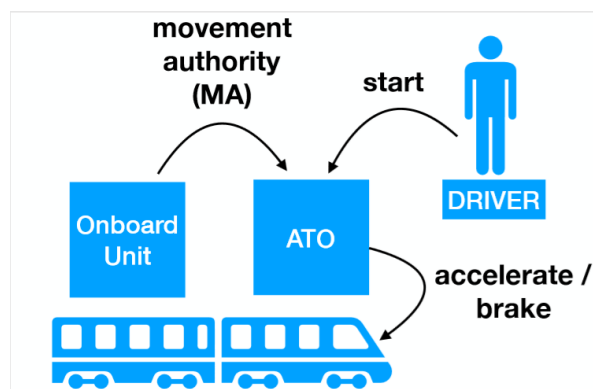 movement
authority
(MA)
start
Onboard
Unit
ATO
DRIVER
accelerate /
brake